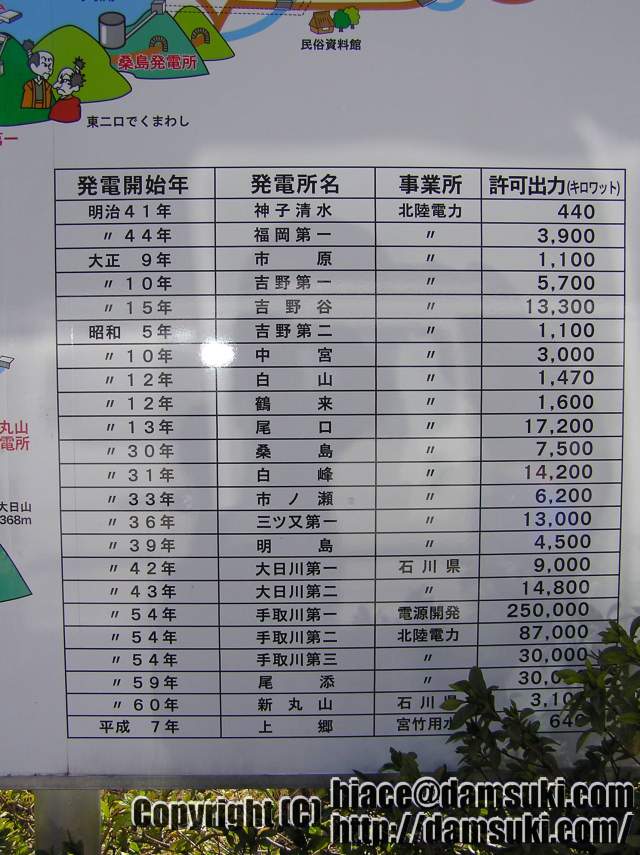 民俗資料館
桑島発電所
東二口でくまわし
発電開始年 発電所名 事業所 許可出力(キロワット)
明治41年 神子清水 北陸電力 440
〃44年 福岡第一 〃 3,900
大正 9年 市原 〃 1,100
〃10年 吉野第一 〃 5,700
〃15年 吉野谷 〃 13,300
昭和 5年 吉野第二 〃 1,100
〃10年 中宮 〃 3,000
〃12年 白山 〃 1,470
〃12年 鶴来 〃 1,600
〃13年 尾口 〃 17,200
〃30年 桑島 〃 7,500
〃31年 白峰 〃 14,200
〃33年 市ノ瀬 〃 6,200
〃36年 三ツ又第一 〃 13,000
〃39年 明島 〃 4,500
〃42年 大日川第一 石川県 9,000
〃43年 大日川第二 〃 14,800
〃54年 手取川第一 電源開発 250,000
〃54年 手取川第二 北陸電力 87,000
〃54年 手取川第三 〃 30,000
〃59年 尾添 〃
〃60年 新丸山 石川県
平成 7年 上郷 宮竹用水
一
丸山
電所
大日山
368m
Copyright (C) hiace@damsuki.com
http://damsuki.com/